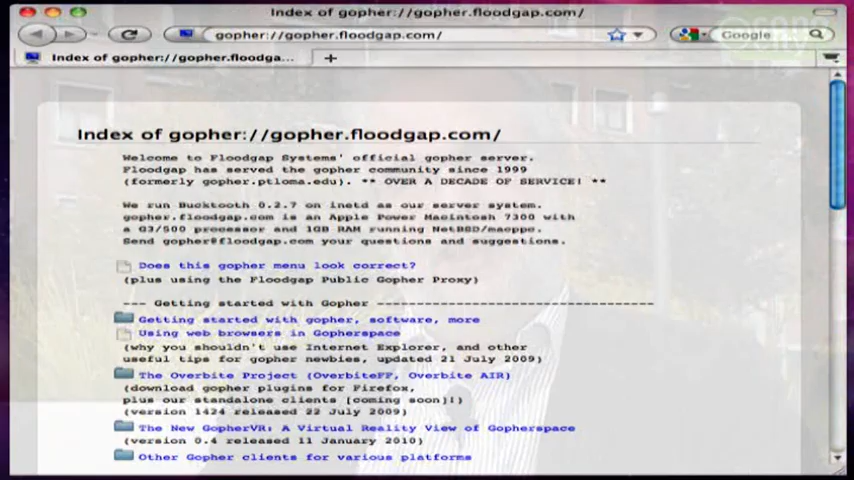 Index of gopher://gopher.floodgap.com/
gopher://gopher.floodgap.com/
Google
Index of gopher://gopher.floodga...
Index of gopher://gopher.floodgap.com/
Welcome to Floodgap Systems' official gopher server.
Floodgap has served the gopher community since 1999
(formerly gopher.ptloma.edu). ** OVER A DECADE OF SERVICE! **
We run Bucktooth 0.2.7 on inetd as our server system.
gopher.floodgap.com is an Apple Power Macintosh 7300 with
a G3/500 processor and 1GB RAM running NetBSD/macppc.
Send gopher@floodgap.com your questions and suggestions.
Does this gopher menu look correct?
(plus using the Floodgap Public Gopher Proxy)
--- Getting started with Gopher --------------------------------
Getting started with gopher, software, more
Using web browsers in Gopherspace
(why you shouldn't use Internet Explorer, and other
useful tips for gopher newbies, updated 21 July 2009)
The Overbite Project (OverbiteFF, Overbite AIR)
(download gopher plugins for Firefox,
plus our standalone clients [coming soon]!)
(version 1424 released 22 July 2009)
The New GopherVR: A Virtual Reality View of Gopherspace
(version 0.4 released 11 January 2010)
Other Gopher clients for various platforms